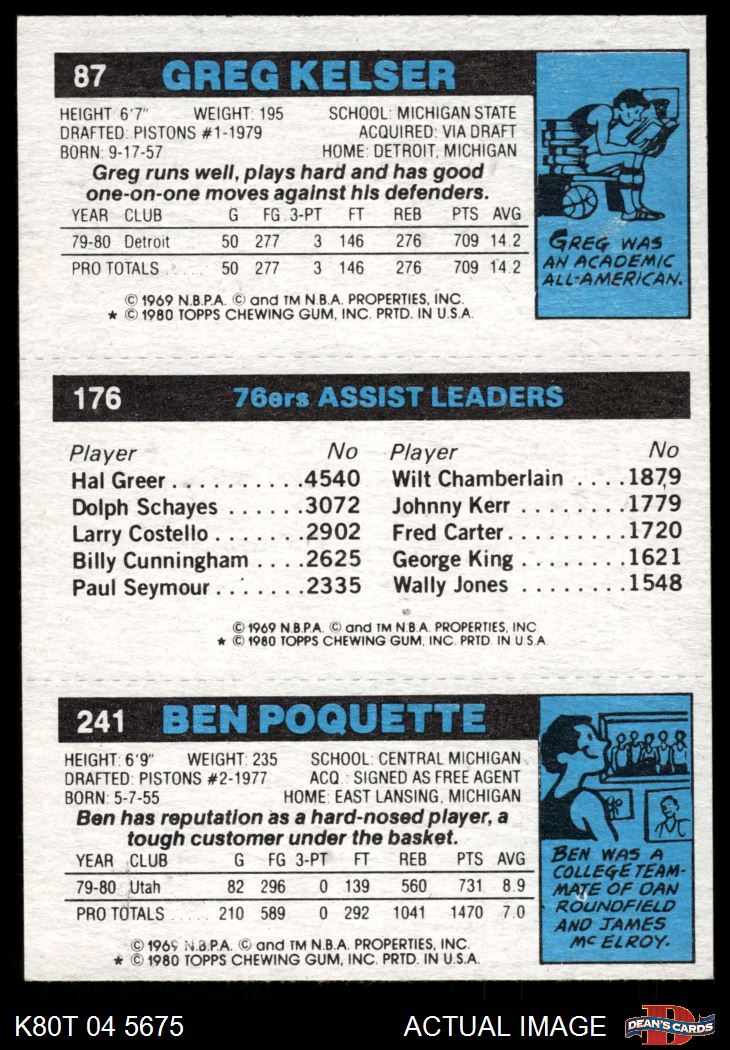 87 GREG KELSER
HEIGHT: 6'7" WEIGHT: 195 SCHOOL: MICHIGAN STATE
DRAFTED: PISTONS #1-1979 ACQUIRED: VIA DRAFT
BORN: 9-17-57 HOME: DETROIT, MICHIGAN
Greg runs well, plays hard and has good
one-on-one moves against his defenders.
YEAR CLUB G FG 3-PT FT REB PTS AVG
79-80 Detroit 50 277 3 146 276 709 14.2
PRO TOTALS ..... 50 277 3 146 276 709 14.2
© 1969 N.B.P.A. © and TM N.B.A. PROPERTIES, INC.
* © 1980 TOPPS CHEWING GUM, INC. PRTD. IN U.S.A.
GREG WAS
AN ACADEMIC
ALL-AMERICAN.
176 76ers ASSIST LEADERS
Player No Player No
Hal Greer . . . . . . . . . .4540 Wilt Chamberlain . . . .1879
Dolph Schayes . . . . . .3072 Johnny Kerr . . . . . . . .1779
Larry Costello . . . . . . .2902 Fred Carter. . . . . . . . .1720
Billy Cunningham . . . .2625 George King . . . . . . . .1621
Paul Seymour . . . . . . .2335 Wally Jones . . . . . . . .1548
© 1969 N.B.P.A. © and TM N.B.A. PROPERTIES, INC
* © 1980 TOPPS CHEWING GUM, INC. PRTD. IN U.S.A.
241 BEN POQUETTE
HEIGHT: 6'9" WEIGHT: 235 SCHOOL: CENTRAL MICHIGAN
DRAFTED: PISTONS #2-1977 ACQ.: SIGNED AS FREE AGENT
BORN: 5-7-55 HOME: EAST LANSING, MICHIGAN
Ben has reputation as a hard-nosed player, a
tough customer under the basket.
YEAR CLUB G FG 3-PT FT REB PTS AVG
79-80 Utah 82 296 0 139 560 731 8.9
PRO TOTALS ..... 210 589 0 292 1041 1470 7.0
© 1969 N.B.P.A. © and TM N.B.A. PROPERTIES, INC.
* © 1980 TOPPS CHEWING GUM, INC. PRTD. IN U.S.A.
BEN WAS A
COLLEGE TEAM-
MATE OF DAN
ROUNDFIELD
AND JAMES
McELROY.
K80T 04 5675 ACTUAL IMAGE D DEAN'S CARDS